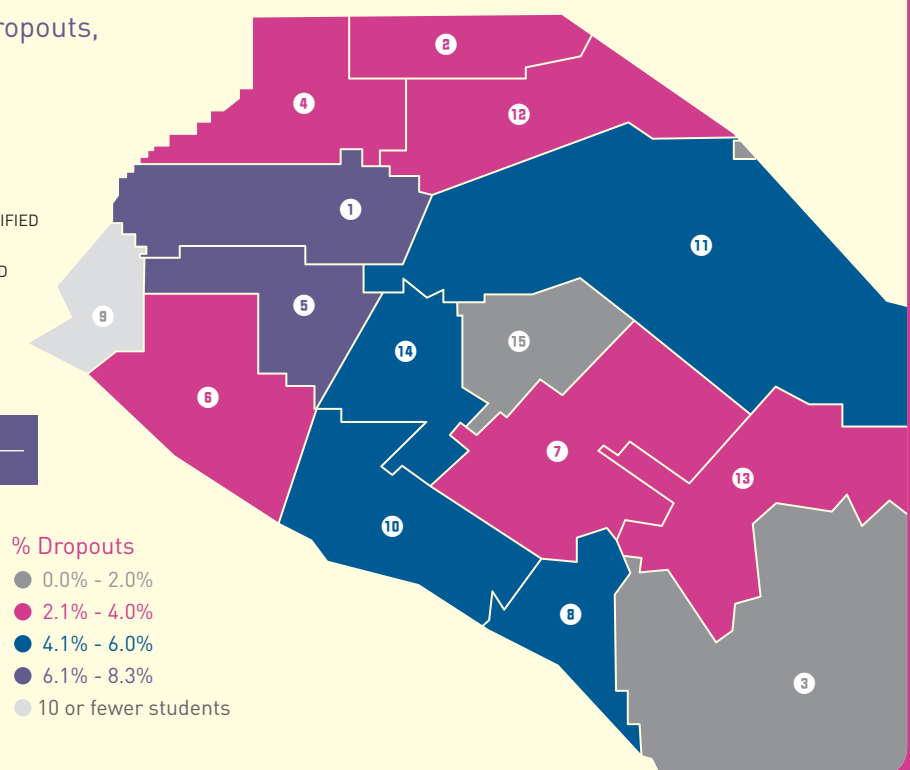 ropouts,
IFIED
D
2
4
12
1
11
5
9
14
15
6
7
13
10
8
3
% Dropouts
0.0% - 2.0%
2.1% - 4.0%
4.1% - 6.0%
6.1% - 8.3%
10 or fewer students